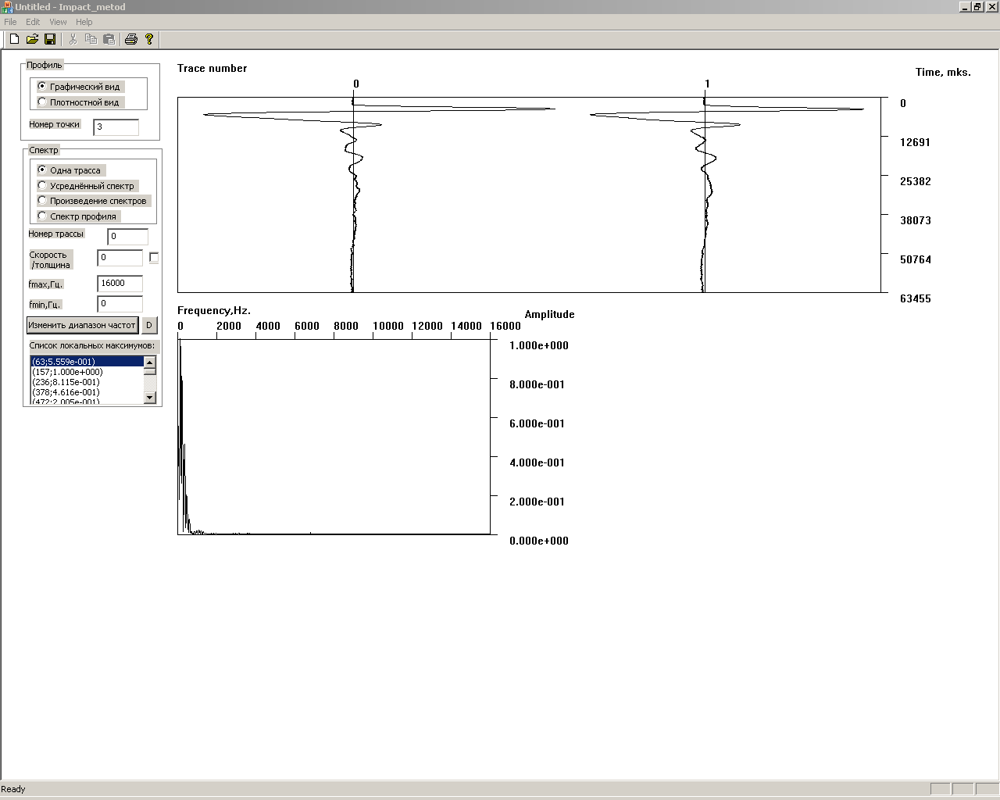 Untitled - Impact_metod
File Edit View Help
Профиль
Графический вид
Плотностной вид
Номер точки 3
Спектр
Одна трасса
Усреднённый спектр
Произведение спектров
Спектр профиля
Номер трассы 0
Скорость
/толщина 0
fmax,Гц. 16000
fmin,Гц. 0
Изменить диапазон частот D
Список локальных максимумов:
(63;5.559e-001)
(157;1.000e+000)
(236;8.115e-001)
(378;4.616e-001)
(472;2.005e-001)
Trace number
0 1
Time, mks.
0
12691
25382
38073
50764
63455
Frequency,Hz.
0 2000 4000 6000 8000 10000 12000 14000 16000
Amplitude
1.000e+000
8.000e-001
6.000e-001
4.000e-001
2.000e-001
0.000e+000
Ready